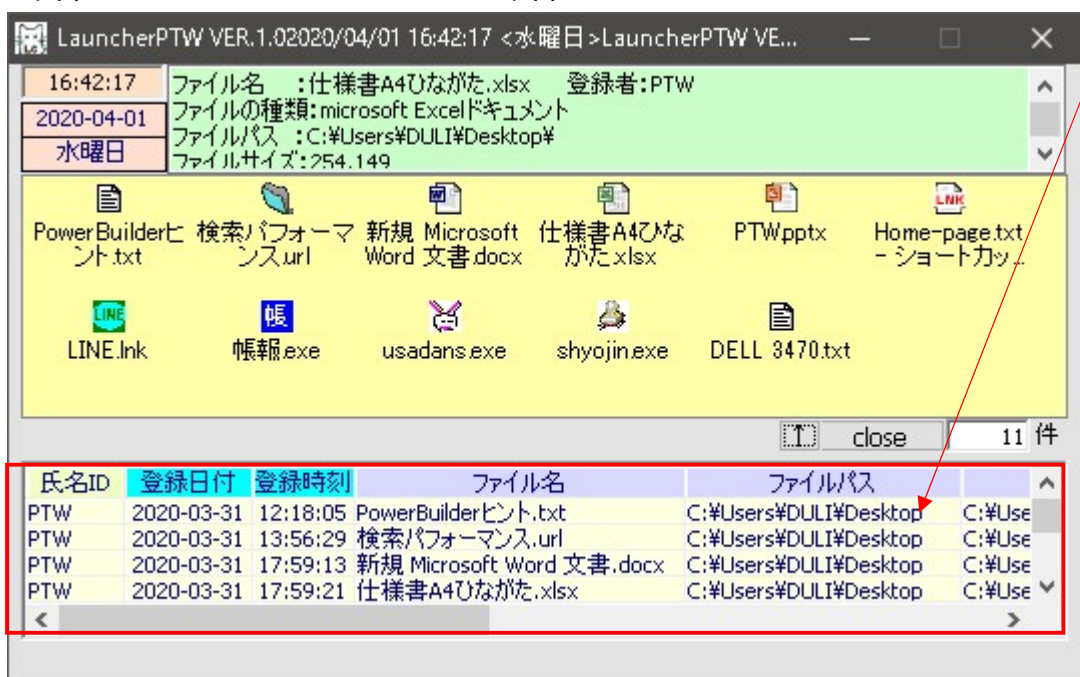 LauncherPTW VER.1.02020/04/01 16:42:17 <水曜日>LauncherPTW VE...
16:42:17
2020-04-01
水曜日
ファイル名　：仕様書A4ひながた.xlsx　登録者：PTW
ファイルの種類：microsoft Excelドキュメント
ファイルパス　：C:¥Users¥DULI¥Desktop¥
ファイルサイズ：254.149
PowerBuilderヒント.txt
検索パフォーマンス.url
新規 Microsoft Word 文書.docx
仕様書A4ひながた.xlsx
PTW.pptx
LNK
Home-page.txt - ショートカッ...
LINE
LINE.lnk
帳
帳報.exe
usadans.exe
shyojin.exe
DELL 3470.txt
close 11 件
氏名ID 登録日付 登録時刻 ファイル名 ファイルパス
PTW 2020-03-31 12:18:05 PowerBuilderヒント.txt C:¥Users¥DULI¥Desktop C:¥Use
PTW 2020-03-31 13:56:29 検索パフォーマンス.url C:¥Users¥DULI¥Desktop C:¥Use
PTW 2020-03-31 17:59:13 新規 Microsoft Word 文書.docx C:¥Users¥DULI¥Desktop C:¥Use
PTW 2020-03-31 17:59:21 仕様書A4ひながた.xlsx C:¥Users¥DULI¥Desktop C:¥Use